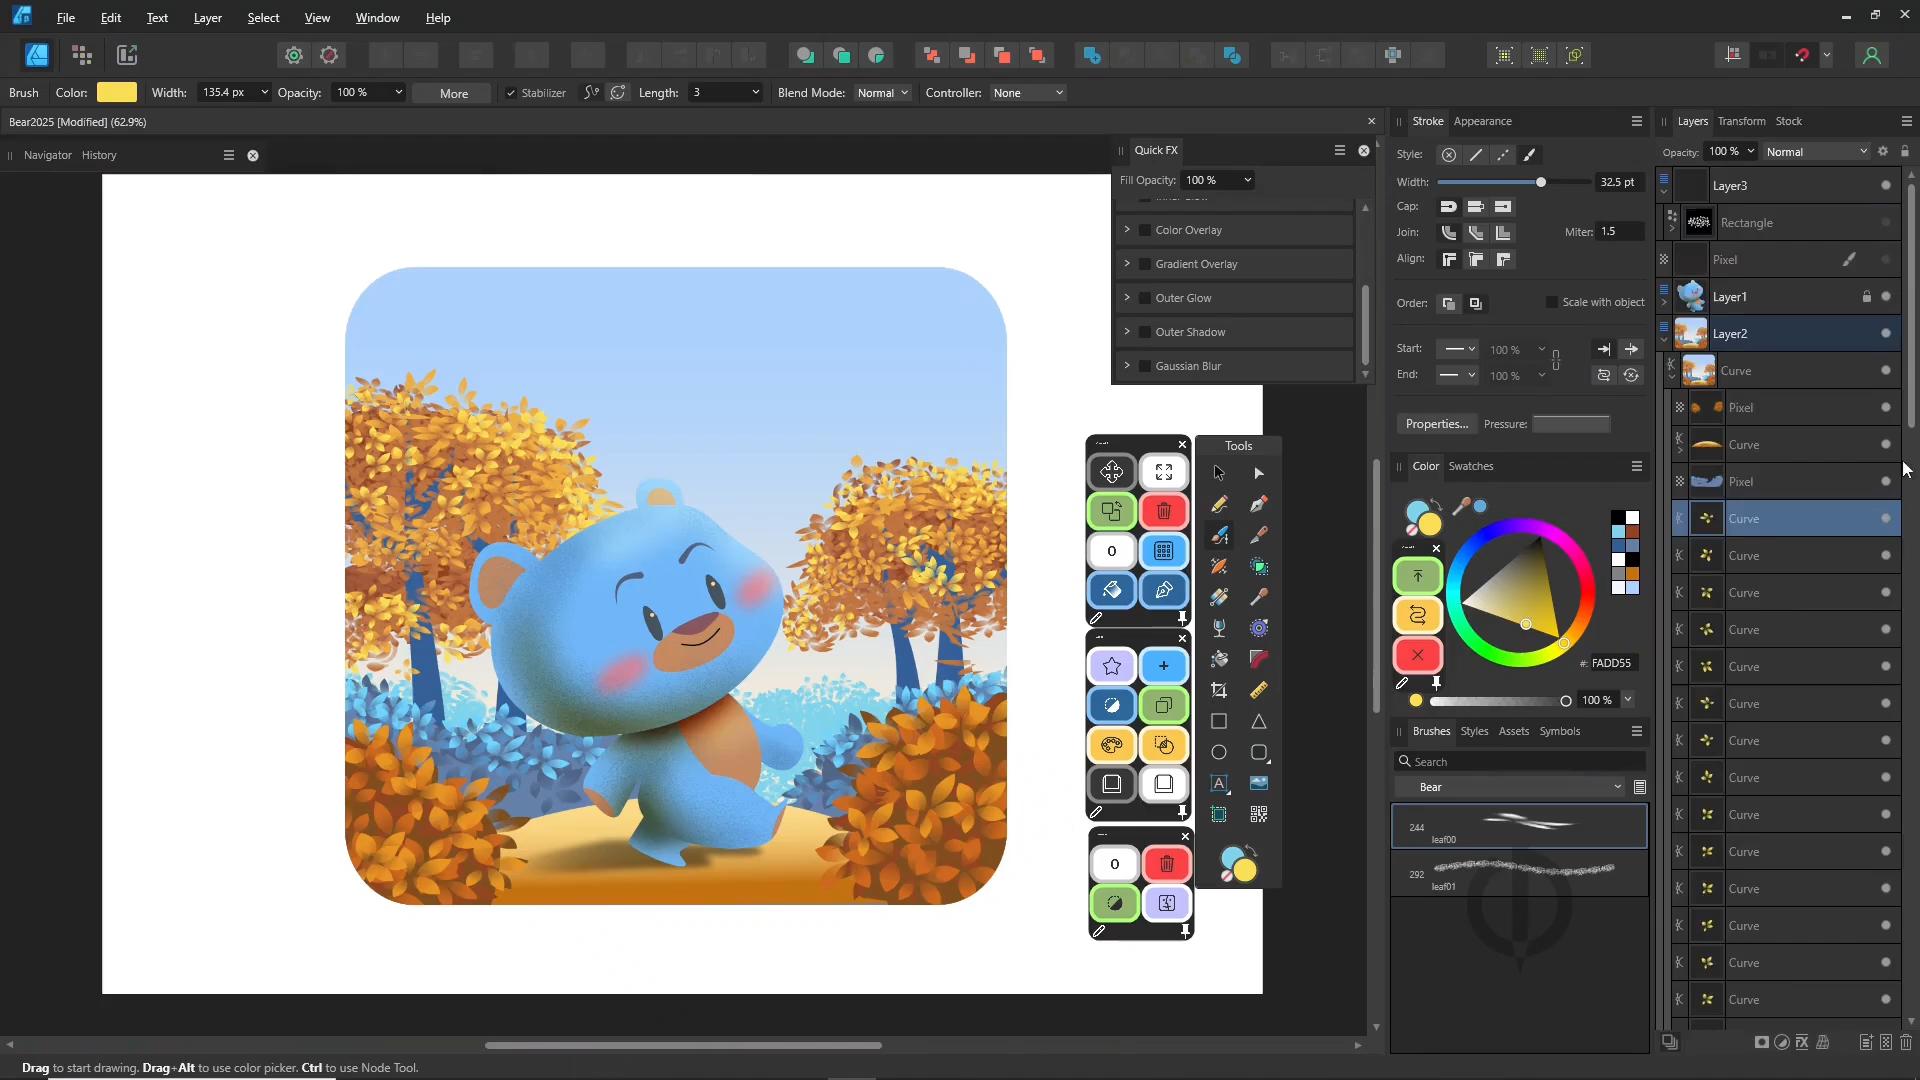 File Edit Text Layer Select View Window Help
Brush Color: Width: 135.4 px Opacity: 100 % More Stabilizer Length: 3 Blend Mode: Normal Controller: None
Bear2025 [Modified] (62.9%)
Navigator History
Quick FX
Fill Opacity: 100 %
Color Overlay
Gradient Overlay
Outer Glow
Outer Shadow
Gaussian Blur
0
0
Tools
Stroke Appearance
Style:
Width: 32.5 pt
Cap:
Join: Miter: 1.5
Align:
Order: Scale with object
Start: 100 %
End: 100 %
Properties... Pressure:
Color Swatches
#: FADD55
100 %
Brushes Styles Assets Symbols
Search
Bear
244
leaf00
292
leaf01
Layers Transform Stock
Opacity: 100 % Normal
Layer3
Rectangle
Pixel
Layer1
Layer2
Curve
Pixel
Curve
Pixel
Curve
Curve
Curve
Curve
Curve
Curve
Curve
Curve
Curve
Curve
Curve
Curve
Curve
Curve
Drag to start drawing. Drag+Alt to use color picker. Ctrl to use Node Tool.